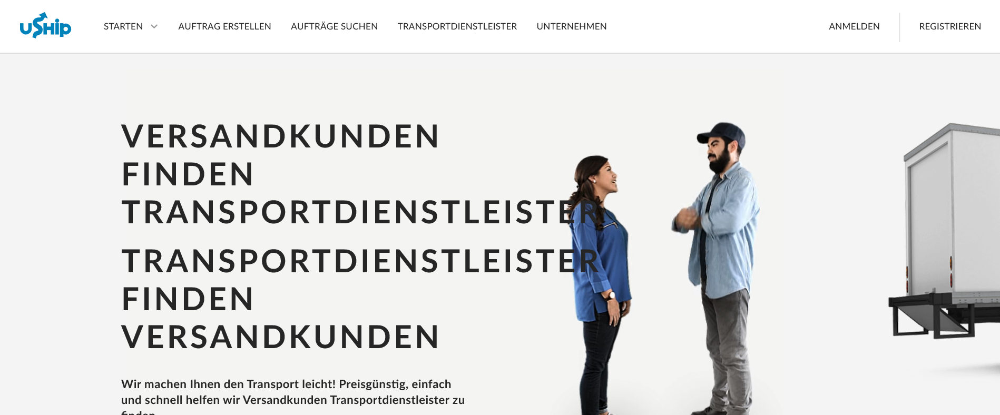 uShip
STARTEN
AUFTRAG ERSTELLEN
AUFTRÄGE SUCHEN
TRANSPORTDIENSTLEISTER
UNTERNEHMEN
ANMELDEN
REGISTRIEREN
VERSANDKUNDEN
FINDEN
TRANSPORTDIENSTLEISTER
TRANSPORTDIENSTLEISTER
FINDEN
VERSANDKUNDEN
Wir machen Ihnen den Transport leicht! Preisgünstig, einfach
und schnell helfen wir Versandkunden Transportdienstleister zu
finden